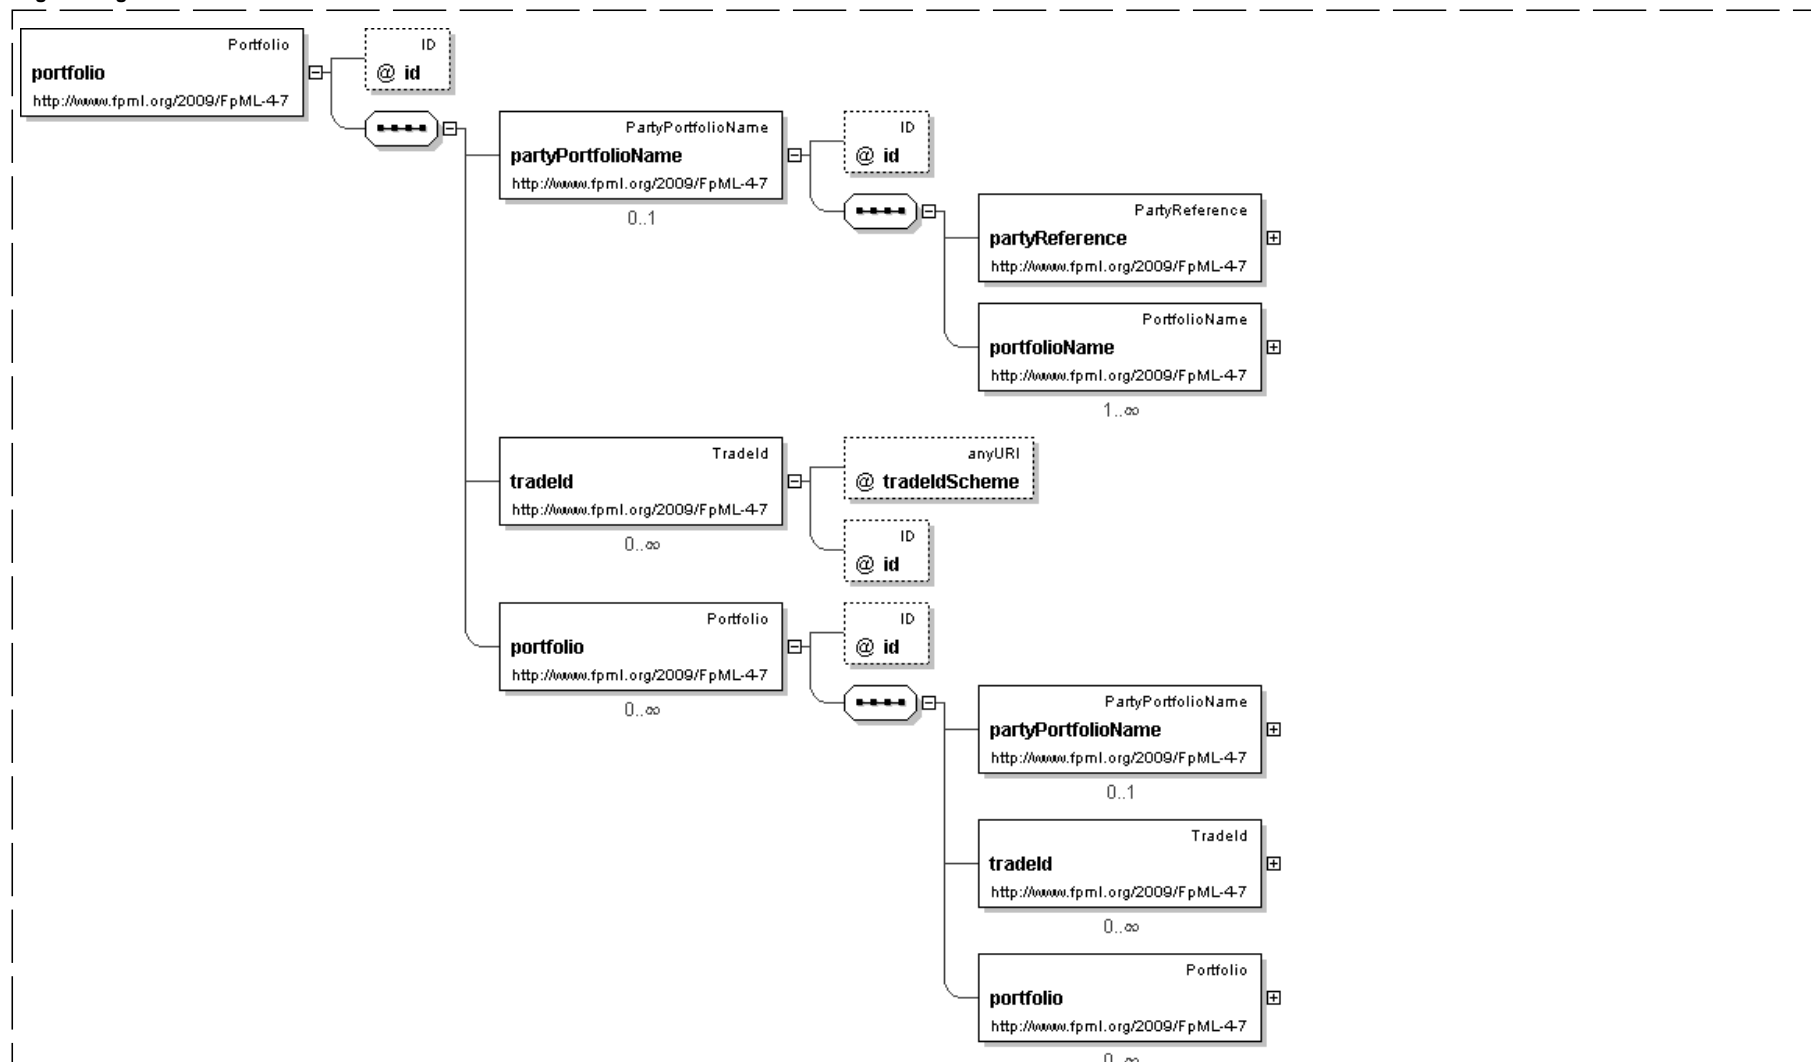 Portfolio
portfolio
http://www.fpml.org/2009/FpML-4-7
ID
@ id
PartyPortfolioName
partyPortfolioName
http://www.fpml.org/2009/FpML-4-7
0..1
ID
@ id
PartyReference
partyReference
http://www.fpml.org/2009/FpML-4-7
PortfolioName
portfolioName
http://www.fpml.org/2009/FpML-4-7
1..∞
TradeId
tradeId
http://www.fpml.org/2009/FpML-4-7
0..∞
anyURI
@ tradeIdScheme
ID
@ id
Portfolio
portfolio
http://www.fpml.org/2009/FpML-4-7
0..∞
ID
@ id
PartyPortfolioName
partyPortfolioName
http://www.fpml.org/2009/FpML-4-7
0..1
TradeId
tradeId
http://www.fpml.org/2009/FpML-4-7
0..∞
Portfolio
portfolio
http://www.fpml.org/2009/FpML-4-7
0..∞